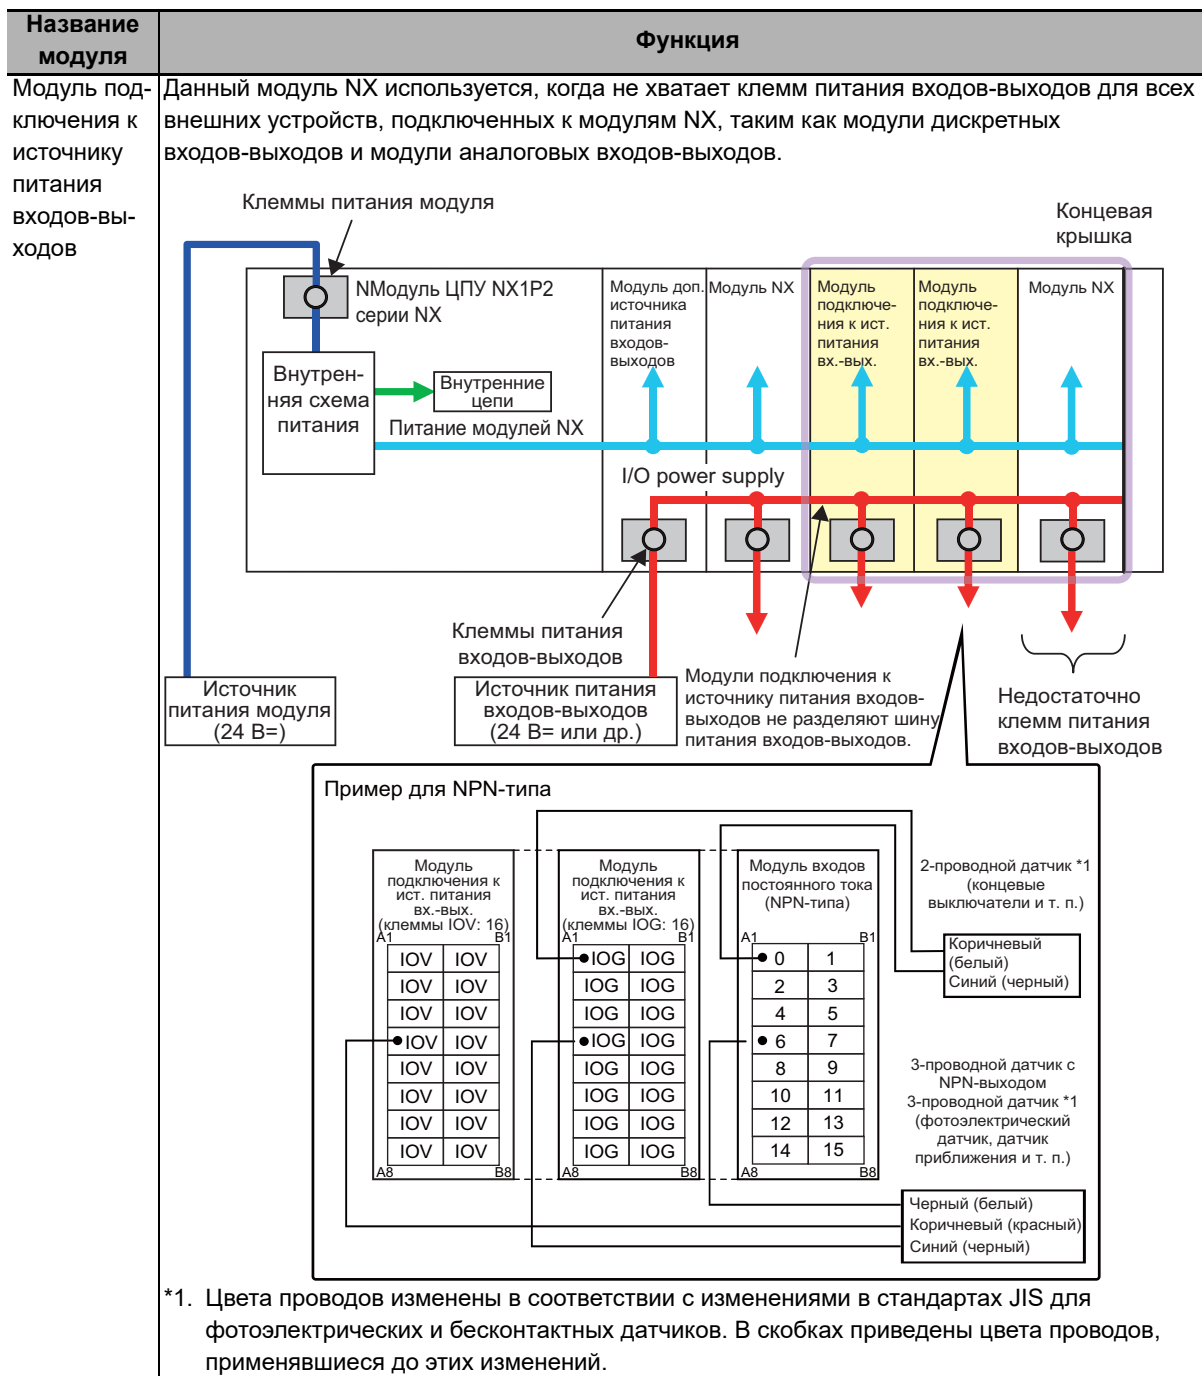 Название
модуля
Функция
Модуль под-
ключения к
источнику
питания
входов-вы-
ходов
Данный модуль NX используется, когда не хватает клемм питания входов-выходов для всех
внешних устройств, подключенных к модулям NX, таким как модули дискретных
входов-выходов и модули аналоговых входов-выходов.
Клеммы питания модуля
Концевая
крышка
NМодуль ЦПУ NX1P2
серии NX
Модуль доп.
источника
питания
входов-
выходов
Модуль NX
Модуль
подключе-
ния к ист.
питания
вх.-вых.
Модуль
подключе-
ния к ист.
питания
вх.-вых.
Модуль NX
Внутрен-
няя схема
питания
Внутренние
цепи
Питание модулей NX
I/O power supply
Клеммы питания
входов-выходов
Источник
питания модуля
(24 В=)
Источник питания
входов-выходов
(24 В= или др.)
Модули подключения к
источнику питания входов-
выходов не разделяют шину
питания входов-выходов.
Недостаточно
клемм питания
входов-выходов
Пример для NPN-типа
Модуль
подключения к
ист. питания
вх.-вых.
(клеммы IOV: 16)
A1 B1
IOV IOV
IOV IOV
IOV IOV
IOV IOV
IOV IOV
IOV IOV
IOV IOV
IOV IOV
A8 B8
Модуль
подключения к
ист. питания
вх.-вых.
(клеммы IOG: 16)
A1 B1
IOG IOG
IOG IOG
IOG IOG
IOG IOG
IOG IOG
IOG IOG
IOG IOG
IOG IOG
A8 B8
Модуль входов
постоянного тока
(NPN-типа)
A1 B1
0 1
2 3
4 5
6 7
8 9
10 11
12 13
14 15
A8 B8
2-проводной датчик *1
(концевые
выключатели и т. п.)
Коричневый
(белый)
Синий (черный)
3-проводной датчик с
NPN-выходом
3-проводной датчик *1
(фотоэлектрический
датчик, датчик
приближения и т. п.)
Черный (белый)
Коричневый (красный)
Синий (черный)
*1. Цвета проводов изменены в соответствии с изменениями в стандартах JIS для
фотоэлектрических и бесконтактных датчиков. В скобках приведены цвета проводов,
применявшиеся до этих изменений.